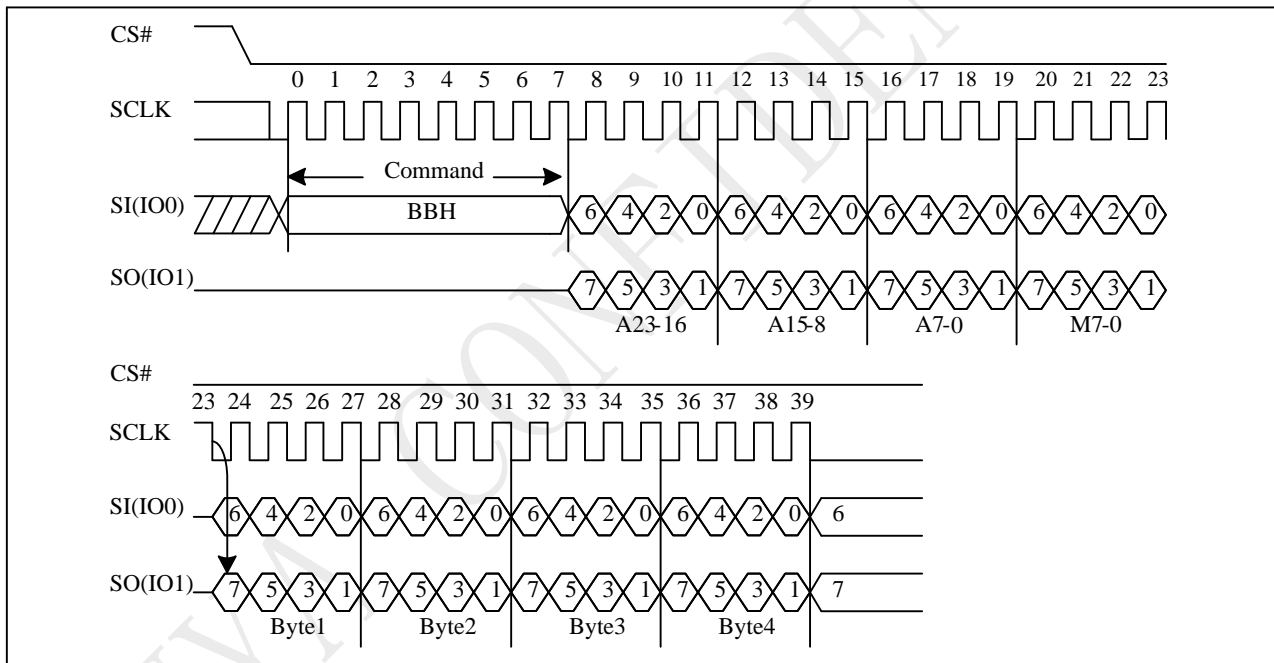 CS#
0 1 2 3 4 5 6 7 8 9 10 11 12 13 14 15 16 17 18 19 20 21 22 23
SCLK
Command
SI(IO0) BBH 6 4 2 0 6 4 2 0 6 4 2 0 6 4 2 0
SO(IO1) 7 5 3 1 7 5 3 1 7 5 3 1 7 5 3 1
A23-16 A15-8 A7-0 M7-0
CS#
23 24 25 26 27 28 29 30 31 32 33 34 35 36 37 38 39
SCLK
SI(IO0) 6 4 2 0 6 4 2 0 6 4 2 0 6 4 2 0 6
SO(IO1) 7 5 3 1 7 5 3 1 7 5 3 1 7 5 3 1 7
Byte1 Byte2 Byte3 Byte4